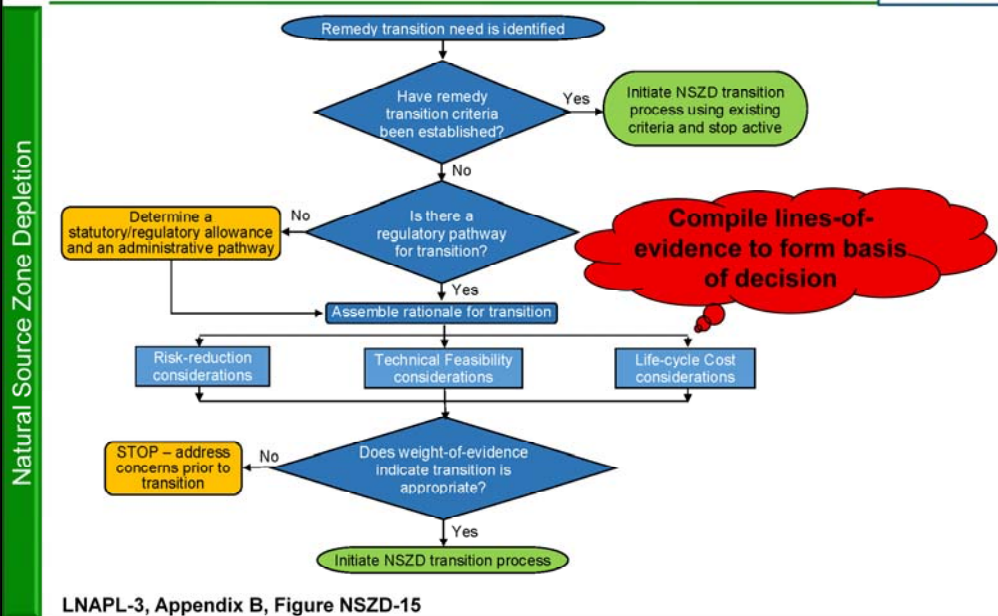 Natural Source Zone Depletion
Remedy transition need is identified
Have remedy
transition criteria
been established?
Yes
Initiate NSZD transition
process using existing
criteria and stop active
No
Is there a
regulatory pathway
for transition?
No
Determine a
statutory/regulatory allowance
and an administrative pathway
Compile lines-of-
evidence to form basis
of decision
Yes
Assemble rationale for transition
Risk-reduction
considerations
Technical Feasibility
considerations
Life-cycle Cost
considerations
Does weight-of-evidence
indicate transition is
appropriate?
No
STOP – address
concerns prior to
transition
Yes
Initiate NSZD transition process
LNAPL-3, Appendix B, Figure NSZD-15